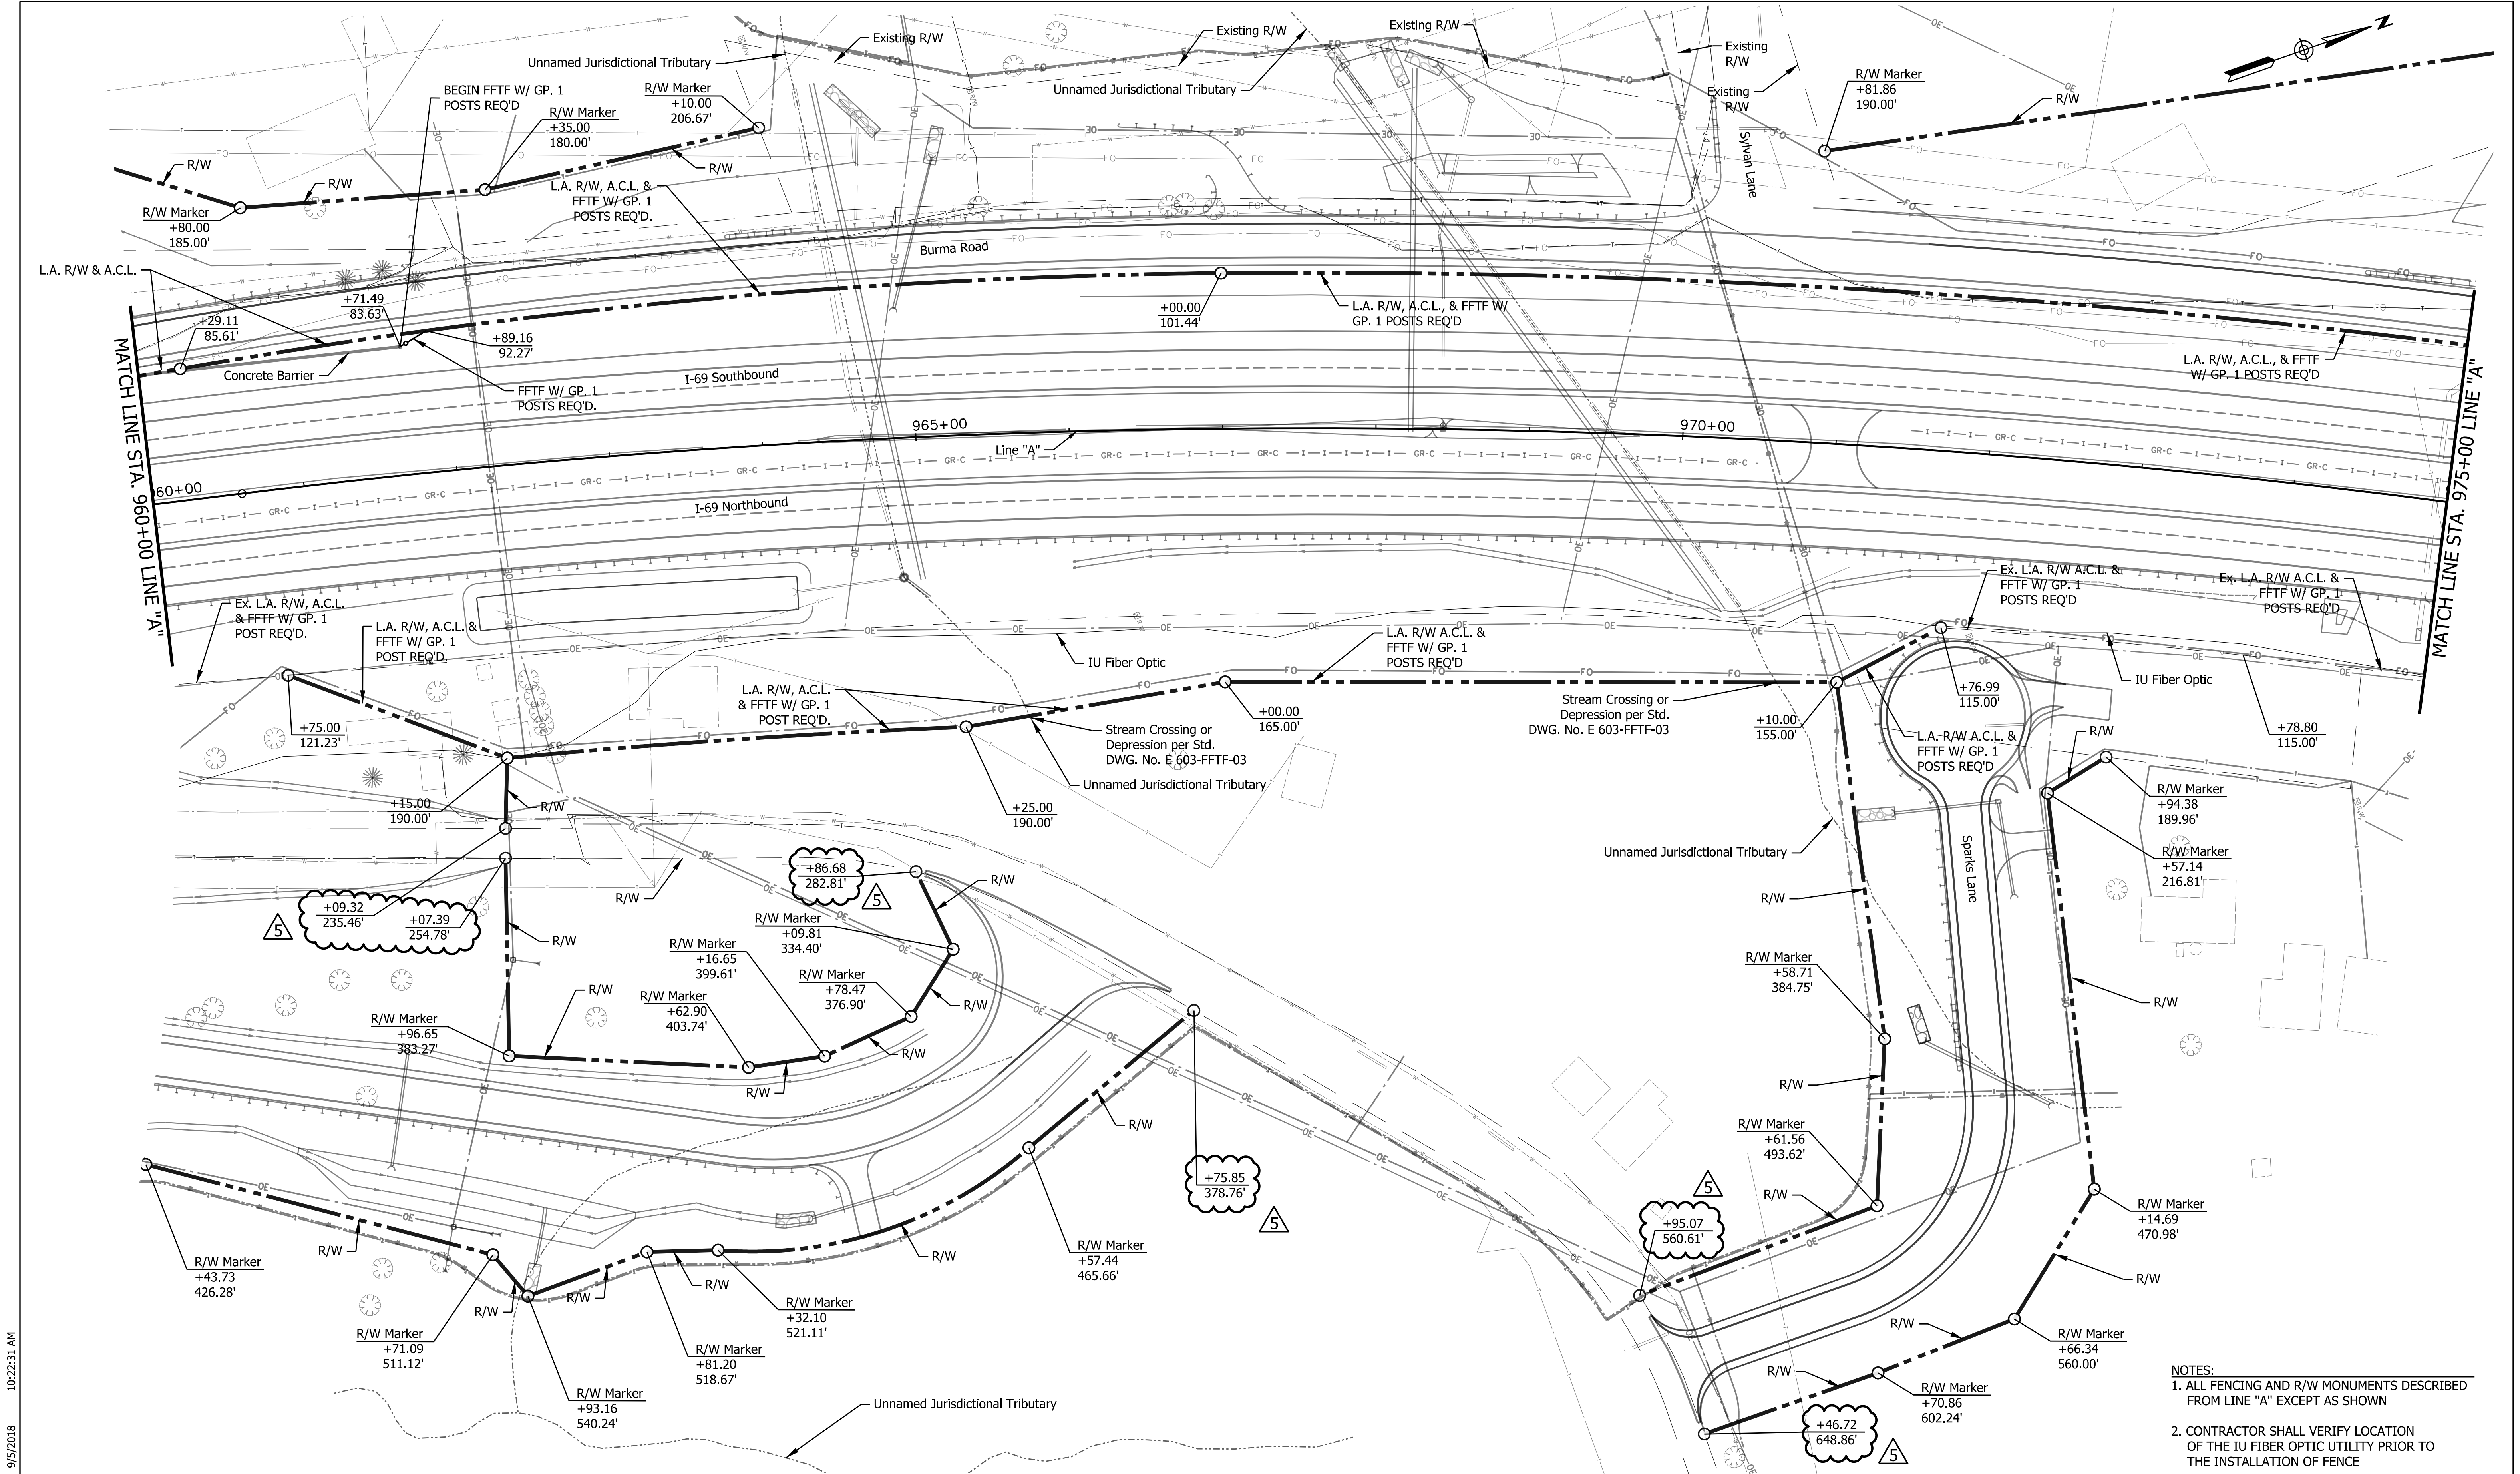 Existing R/W
Existing R/W
Existing R/W
Existing
R/W
Existing
R/W
N
Unnamed Jurisdictional Tributary
Unnamed Jurisdictional Tributary
BEGIN FFTF W/ GP. 1
POSTS REQ'D
R/W Marker
+35.00
180.00'
R/W Marker
+10.00
206.67'
R/W Marker
+81.86
190.00'
R/W
R/W
R/W
R/W
R/W Marker
+80.00
185.00'
L.A. R/W, A.C.L. &
FFTF W/ GP. 1
POSTS REQ'D.
Sylvan Lane
Burma Road
L.A. R/W & A.C.L.
+71.49
83.63'
+29.11
85.61'
+89.16
92.27'
Concrete Barrier
FFTF W/ GP. 1
POSTS REQ'D.
+00.00
101.44'
L.A. R/W, A.C.L., & FFTF W/
GP. 1 POSTS REQ'D
L.A. R/W, A.C.L., & FFTF
W/ GP. 1 POSTS REQ'D
I-69 Southbound
965+00
970+00
Line "A"
60+00
I-69 Northbound
MATCH LINE STA. 960+00 LINE "A"
MATCH LINE STA. 975+00 LINE "A"
GR-C GR-C GR-C GR-C GR-C GR-C GR-C GR-C GR-C
GR-C GR-C GR-C GR-C
Ex. L.A. R/W, A.C.L.
& FFTF W/ GP. 1
POST REQ'D.
L.A. R/W, A.C.L. &
FFTF W/ GP. 1
POST REQ'D.
Ex. L.A. R/W A.C.L. &
FFTF W/ GP. 1
POSTS REQ'D
Ex. L.A. R/W A.C.L. &
FFTF W/ GP. 1
POSTS REQ'D
L.A. R/W A.C.L. &
FFTF W/ GP. 1
POSTS REQ'D
IU Fiber Optic
IU Fiber Optic
L.A. R/W, A.C.L.
& FFTF W/ GP. 1
POST REQ'D.
+75.00
121.23'
+00.00
165.00'
Stream Crossing or
Depression per Std.
DWG. No. E 603-FFTF-03
Stream Crossing or
Depression per Std.
DWG. No. E 603-FFTF-03
Unnamed Jurisdictional Tributary
+10.00
155.00'
+76.99
115.00'
+78.80
115.00'
L.A. R/W A.C.L. &
FFTF W/ GP. 1
POSTS REQ'D
R/W
R/W Marker
+94.38
189.96'
R/W Marker
+57.14
216.81'
+15.00
190.00'
R/W
+25.00
190.00'
Unnamed Jurisdictional Tributary
Sparks Lane
+86.68
282.81'
5
+09.32
235.46'
+07.39
254.78'
5
R/W
R/W
R/W
R/W
R/W Marker
+09.81
334.40'
R/W Marker
+16.65
399.61'
R/W Marker
+78.47
376.90'
R/W Marker
+62.90
403.74'
R/W Marker
+96.65
383.27'
R/W
R/W
R/W
R/W
R/W Marker
+58.71
384.75'
R/W
R/W
R/W
R/W Marker
+61.56
493.62'
R/W
+75.85
378.76'
5
5
+95.07
560.61'
R/W Marker
+14.69
470.98'
R/W
R/W Marker
+43.73
426.28'
R/W
R/W
R/W
R/W
R/W
R/W Marker
+57.44
465.66'
R/W Marker
+32.10
521.11'
R/W Marker
+71.09
511.12'
R/W Marker
+81.20
518.67'
R/W Marker
+93.16
540.24'
Unnamed Jurisdictional Tributary
R/W
R/W
R/W Marker
+66.34
560.00'
R/W Marker
+70.86
602.24'
+46.72
648.86'
5
NOTES:
1. ALL FENCING AND R/W MONUMENTS DESCRIBED
FROM LINE "A" EXCEPT AS SHOWN
2. CONTRACTOR SHALL VERIFY LOCATION
OF THE IU FIBER OPTIC UTILITY PRIOR TO
THE INSTALLATION OF FENCE
9/5/2018 10:22:31 AM